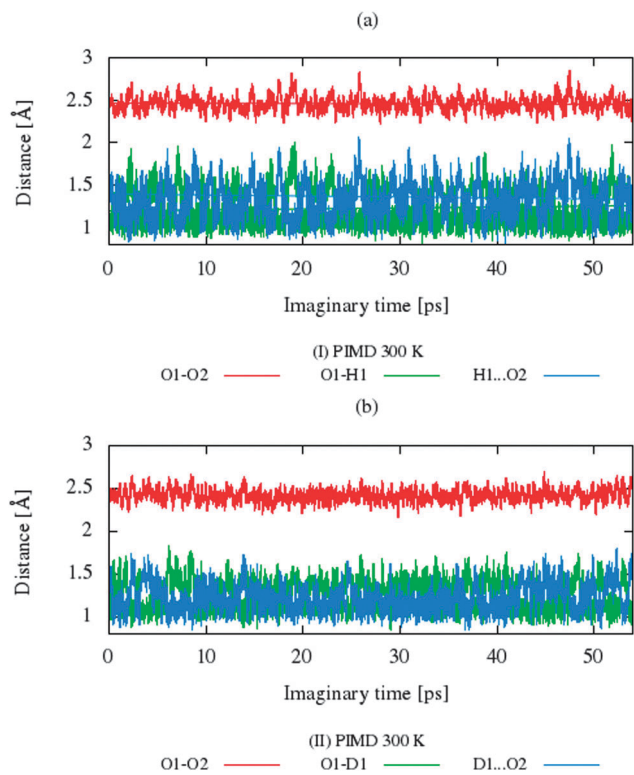 (a)
3
2.5
2
1.5
1
Distance [Å]
0 10 20 30 40 50
Imaginary time [ps]
(I) PIMD 300 K
O1-O2 O1-H1 H1...O2
(b)
3
2.5
2
1.5
1
Distance [Å]
0 10 20 30 40 50
Imaginary time [ps]
(II) PIMD 300 K
O1-O2 O1-D1 D1...O2